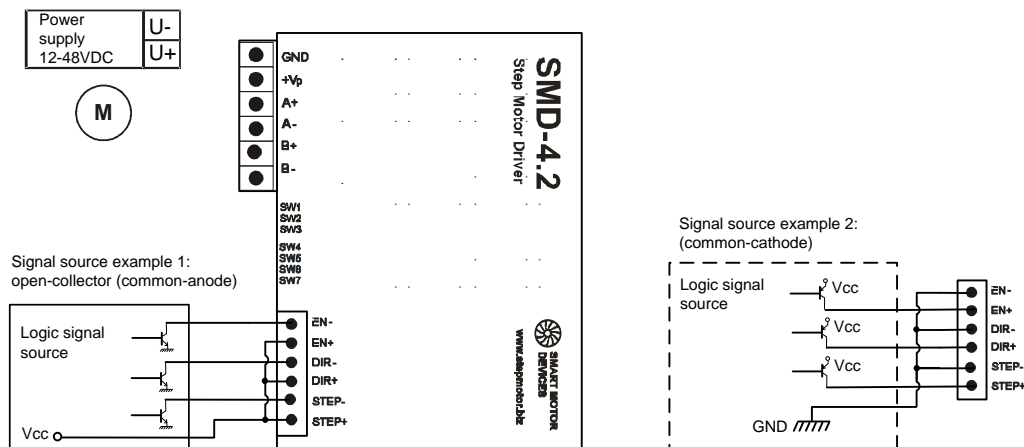 Power
supply
12-48VDC
U-
U+
M
GND
+Vp
A+
A-
B+
B-
SW1
SW2
SW3
SW4
SW5
SW6
SW7
SMD-4.2
Step Motor Driver
SMART MOTOR
DEVICES
www.stepmotor.biz
Signal source example 1:
open-collector (common-anode)
Logic signal
source
Vcc
EN-
EN+
DIR-
DIR+
STEP-
STEP+
Signal source example 2:
(common-cathode)
Logic signal
source
Vcc
Vcc
Vcc
GND
EN-
EN+
DIR-
DIR+
STEP-
STEP+